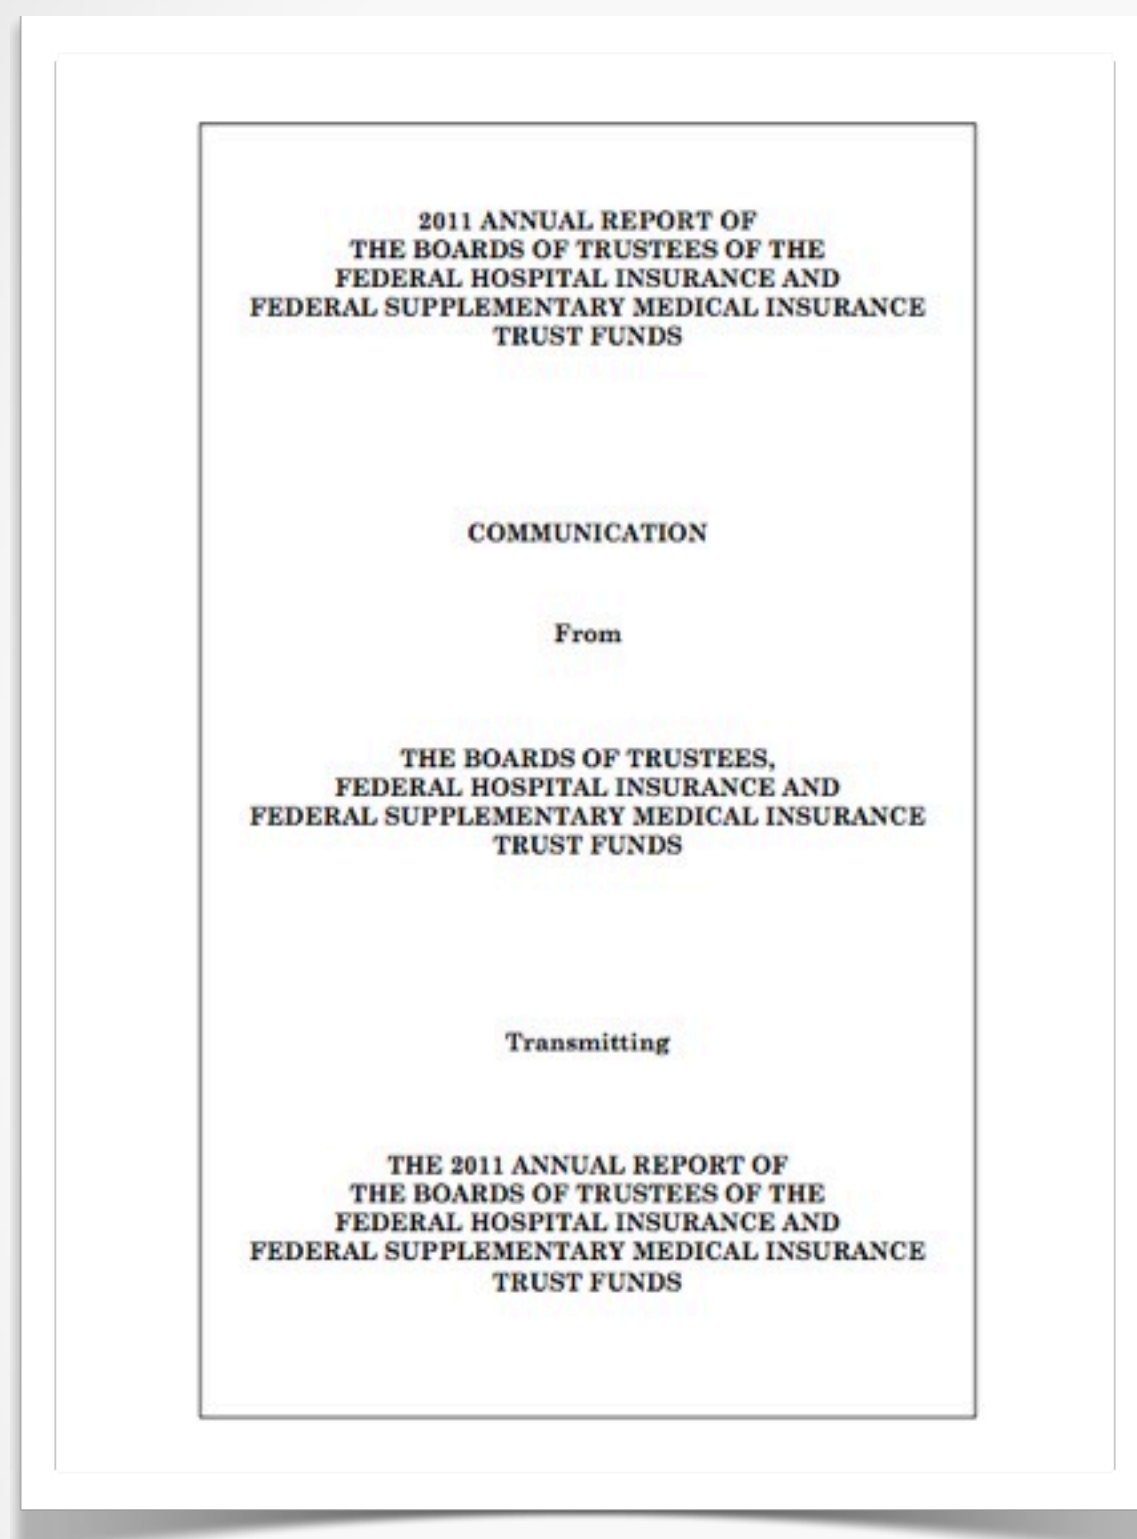 2011 ANNUAL REPORT OF
THE BOARDS OF TRUSTEES OF THE
FEDERAL HOSPITAL INSURANCE AND
FEDERAL SUPPLEMENTARY MEDICAL INSURANCE
TRUST FUNDS
COMMUNICATION
From
THE BOARDS OF TRUSTEES,
FEDERAL HOSPITAL INSURANCE AND
FEDERAL SUPPLEMENTARY MEDICAL INSURANCE
TRUST FUNDS
Transmitting
THE 2011 ANNUAL REPORT OF
THE BOARDS OF TRUSTEES OF THE
FEDERAL HOSPITAL INSURANCE AND
FEDERAL SUPPLEMENTARY MEDICAL INSURANCE
TRUST FUNDS